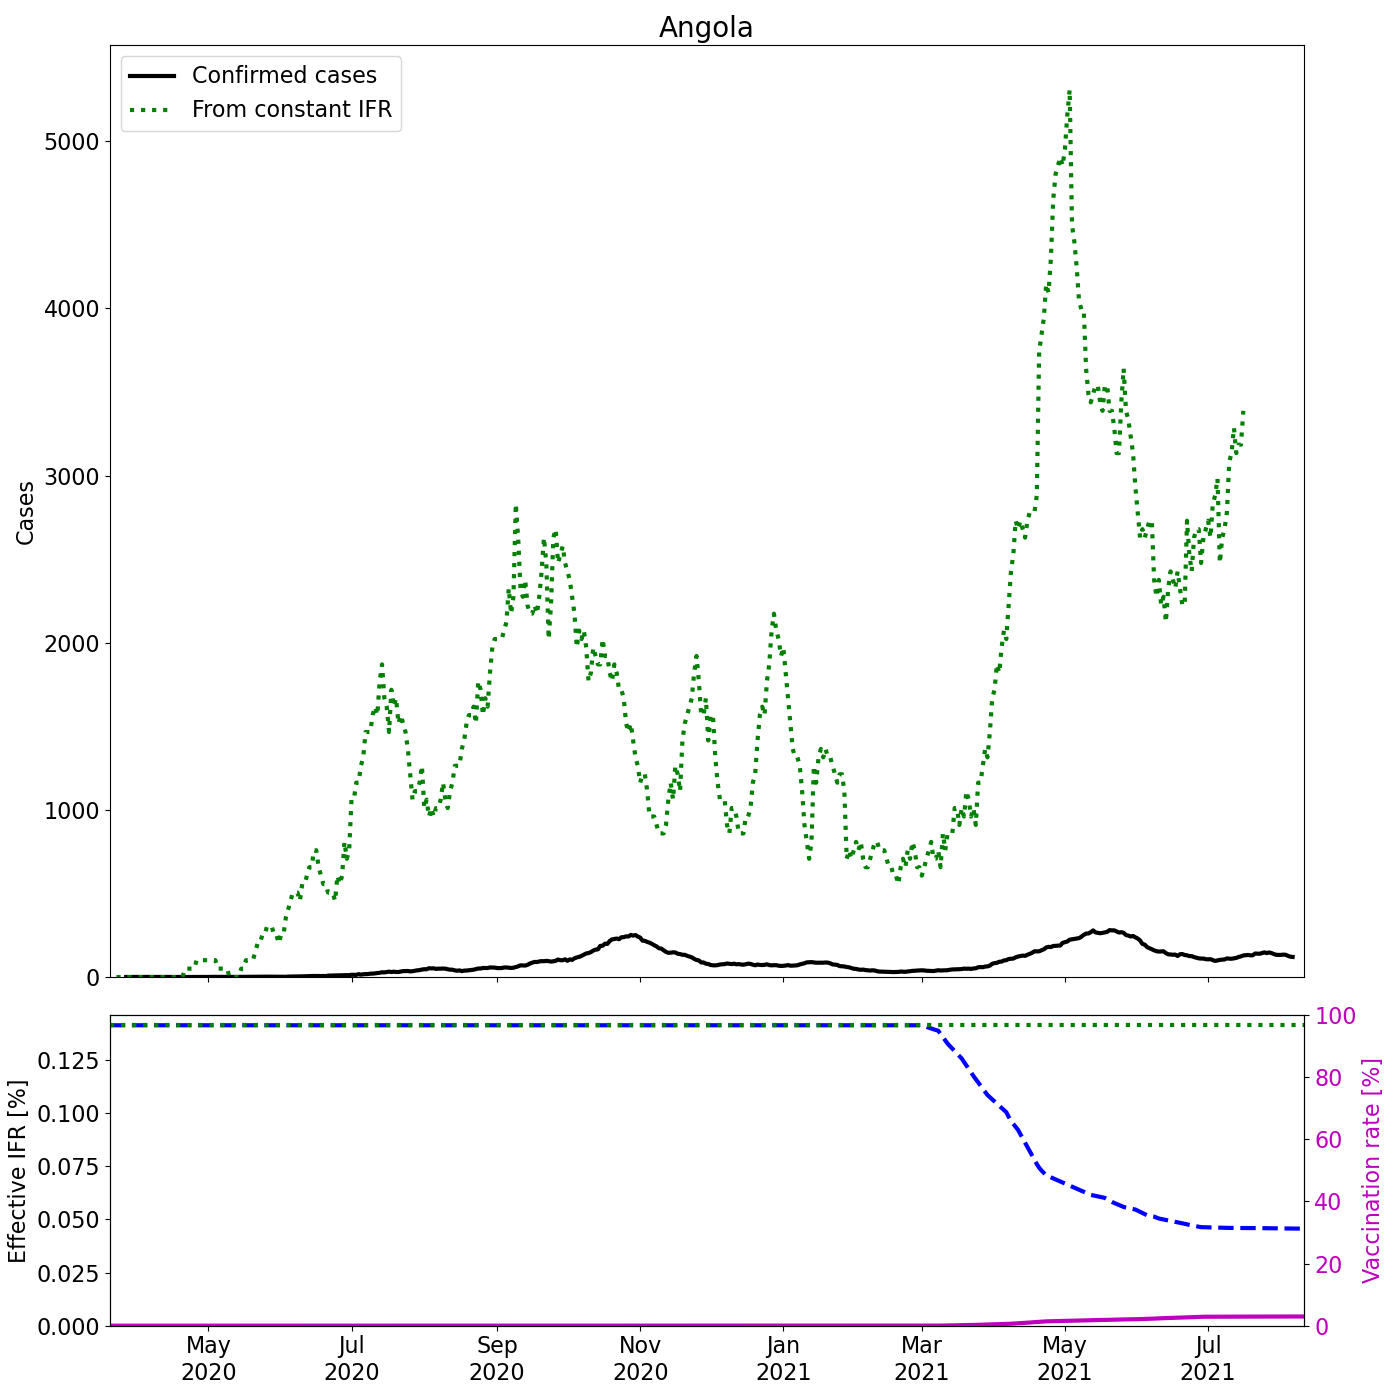 Angola
Confirmed cases
From constant IFR
5000
4000
3000
2000
1000
0
Cases
0.125
0.100
0.075
0.050
0.025
0.000
Effective IFR [%]
100
80
60
40
20
0
Vaccination rate [%]
May Jul Sep Nov Jan Mar May Jul
2020 2020 2020 2020 2021 2021 2021 2021